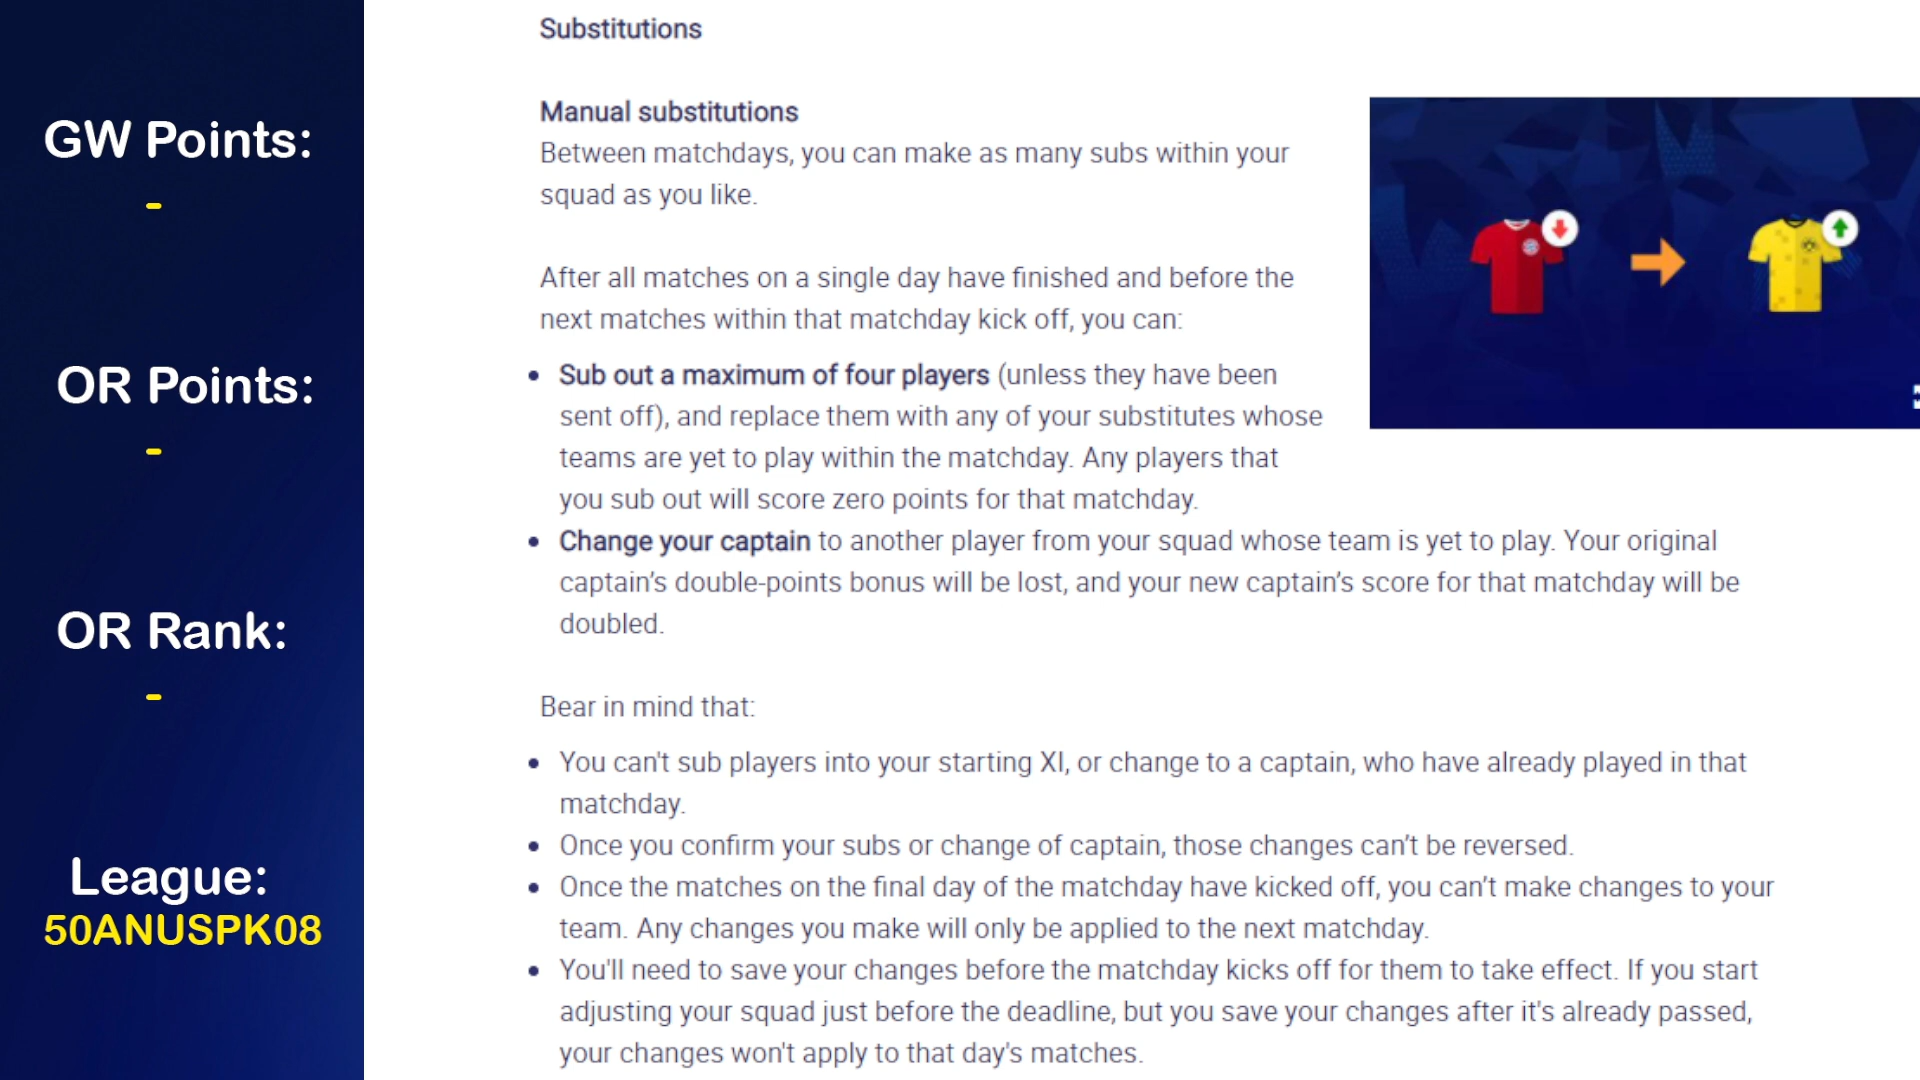 GW Points:
-
OR Points:
-
OR Rank:
-
League:
50ANUSPK08
Substitutions
Manual substitutions
Between matchdays, you can make as many subs within your
squad as you like.
After all matches on a single day have finished and before the
next matches within that matchday kick off, you can:
• Sub out a maximum of four players (unless they have been
sent off), and replace them with any of your substitutes whose
teams are yet to play within the matchday. Any players that
you sub out will score zero points for that matchday.
• Change your captain to another player from your squad whose team is yet to play. Your original
captain’s double-points bonus will be lost, and your new captain’s score for that matchday will be
doubled.
Bear in mind that:
• You can't sub players into your starting XI, or change to a captain, who have already played in that
matchday.
• Once you confirm your subs or change of captain, those changes can’t be reversed.
• Once the matches on the final day of the matchday have kicked off, you can’t make changes to your
team. Any changes you make will only be applied to the next matchday.
• You'll need to save your changes before the matchday kicks off for them to take effect. If you start
adjusting your squad just before the deadline, but you save your changes after it's already passed,
your changes won't apply to that day's matches.